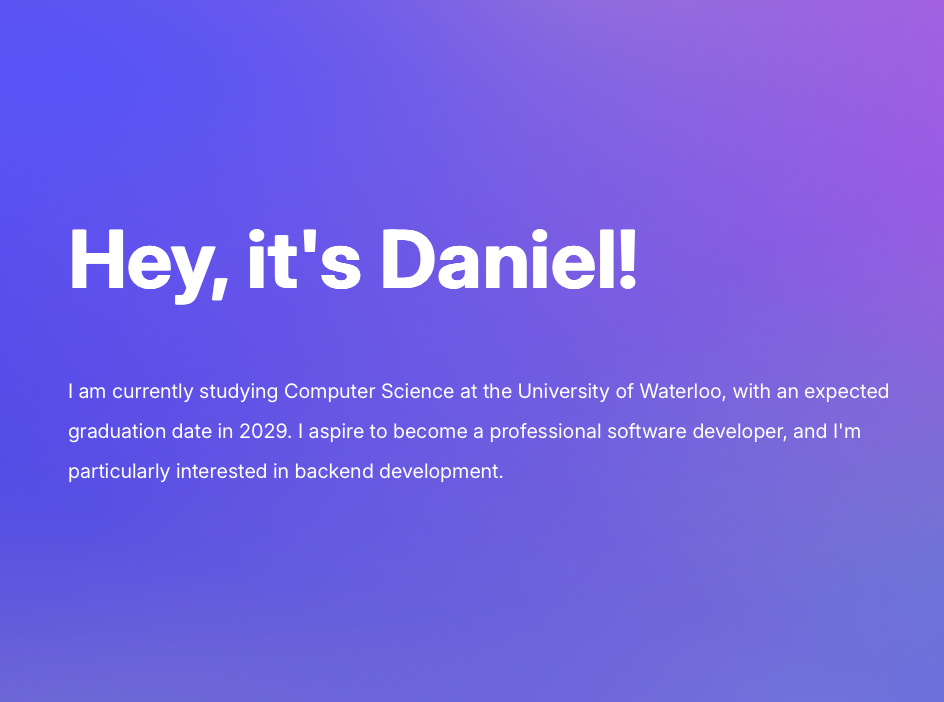 Hey, it's Daniel!
I am currently studying Computer Science at the University of Waterloo, with an expected
graduation date in 2029. I aspire to become a professional software developer, and I'm
particularly interested in backend development.